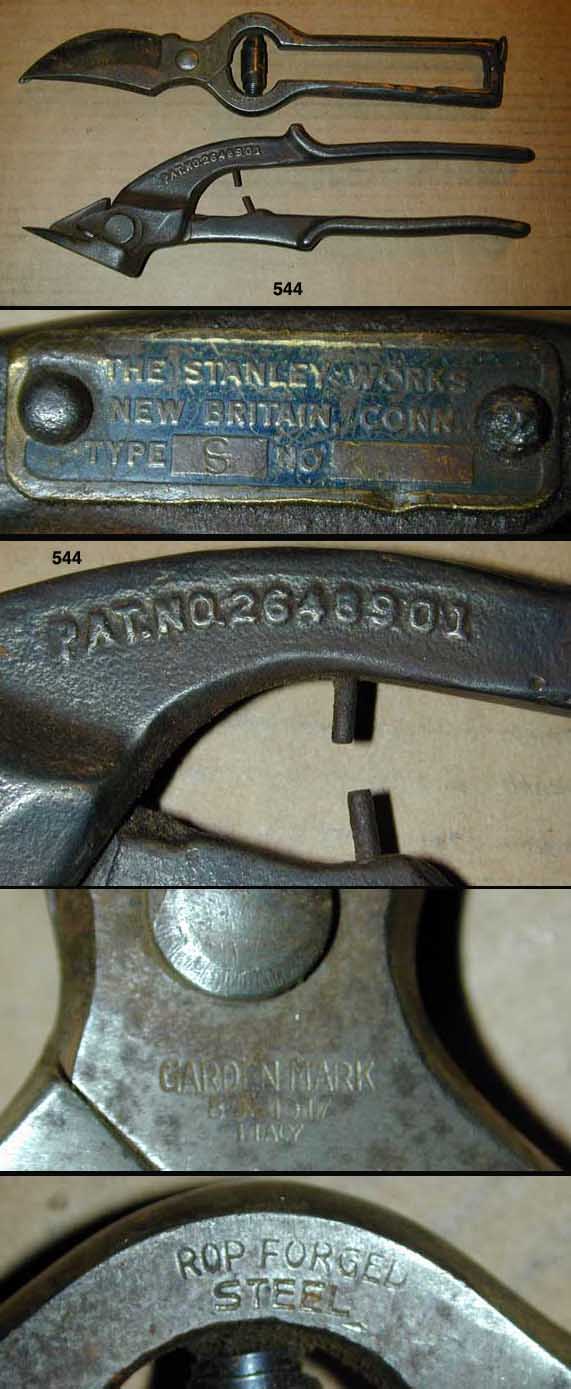 PAT.NO.2648901
544
THE STANLEY WORKS
NEW BRITAIN, CONN.
TYPE S NO
544
PAT.NO.2648901
GARDEN MARK
ITALY
ROP FORGED
STEEL